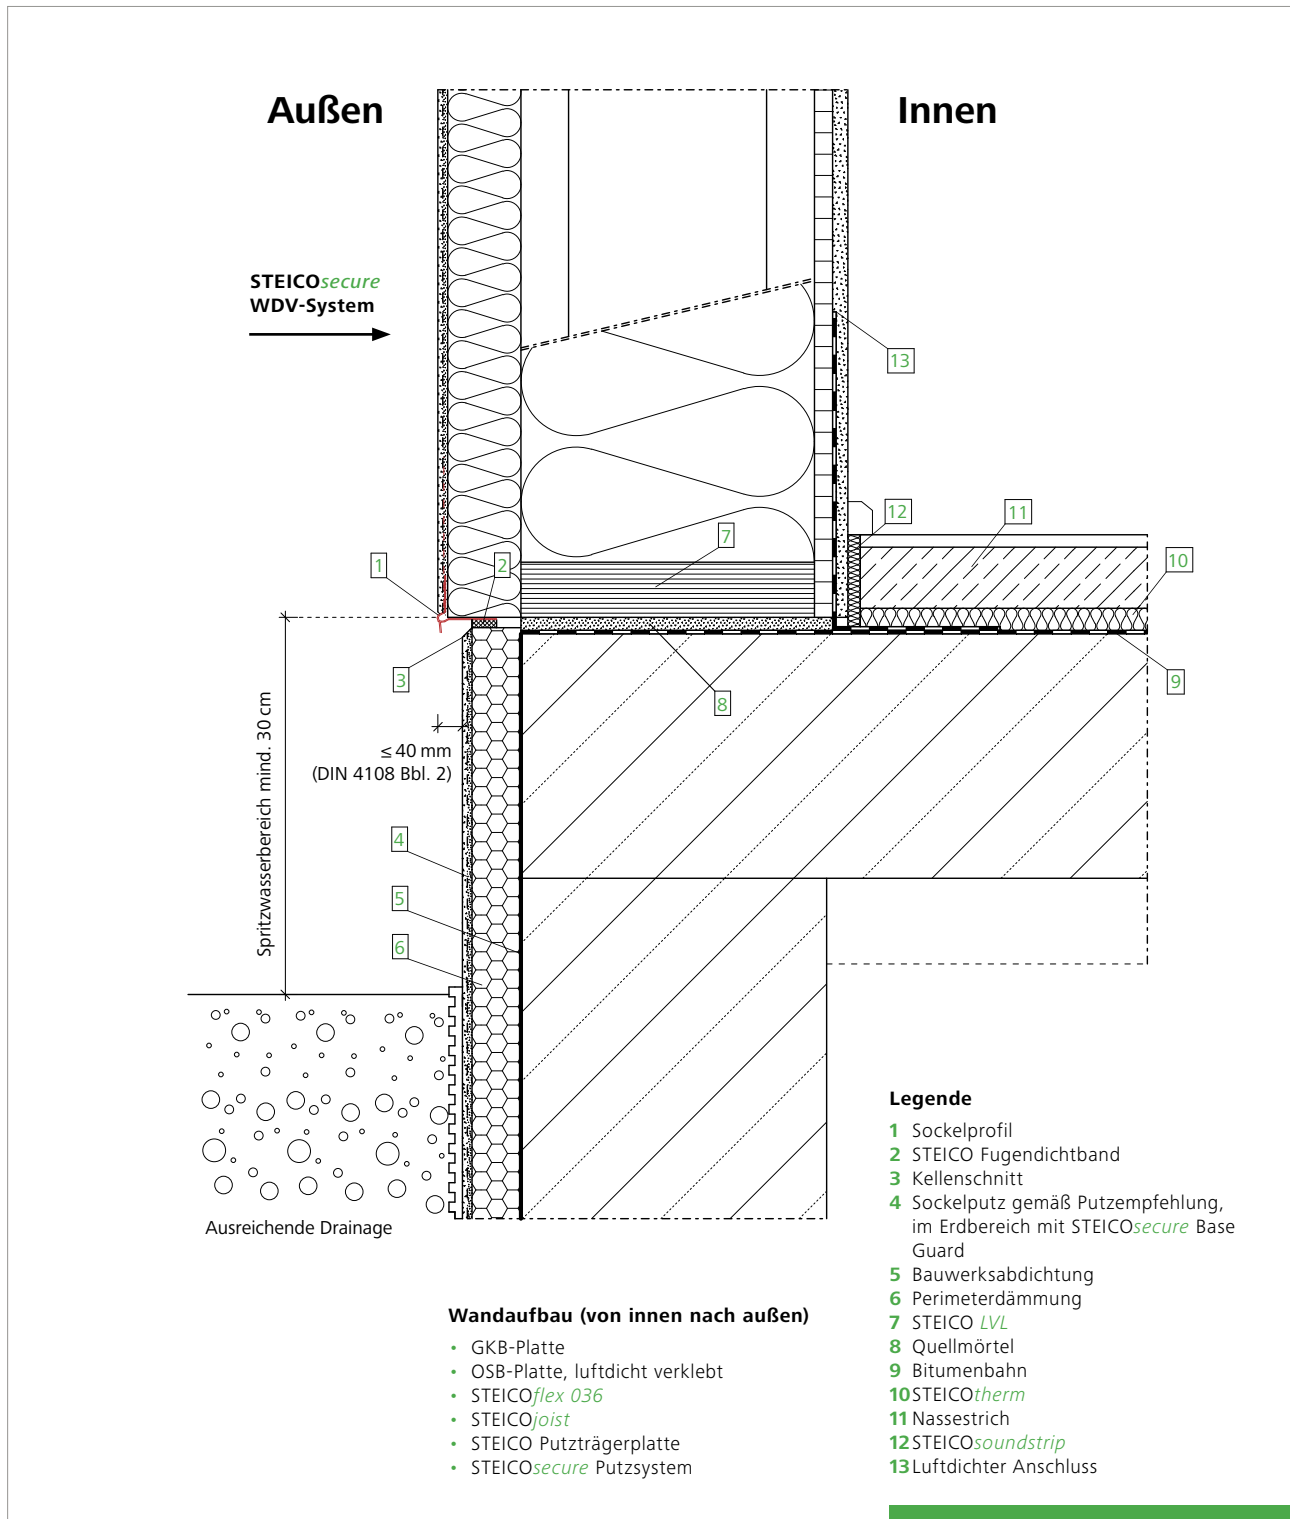 Außen
Innen
STEICOsecure
WDV-System
13
12
11
7
1
2
10
3
9
8
≤ 40 mm
(DIN 4108 Bbl. 2)
Spritzwasserbereich mind. 30 cm
4
5
6
Ausreichende Drainage
Legende
1 Sockelprofil
2 STEICO Fugendichtband
3 Kellenschnitt
4 Sockelputz gemäß Putzempfehlung,
im Erdbereich mit STEICOsecure Base
Guard
5 Bauwerksabdichtung
6 Perimeterdämmung
7 STEICO LVL
8 Quellmörtel
9 Bitumenbahn
10 STEICOtherm
11 Nassestrich
12 STEICOsoundstrip
13 Luftdichter Anschluss
Wandaufbau (von innen nach außen)
• GKB-Platte
• OSB-Platte, luftdicht verklebt
• STEICOflex 036
• STEICOjoist
• STEICO Putzträgerplatte
• STEICOsecure Putzsystem